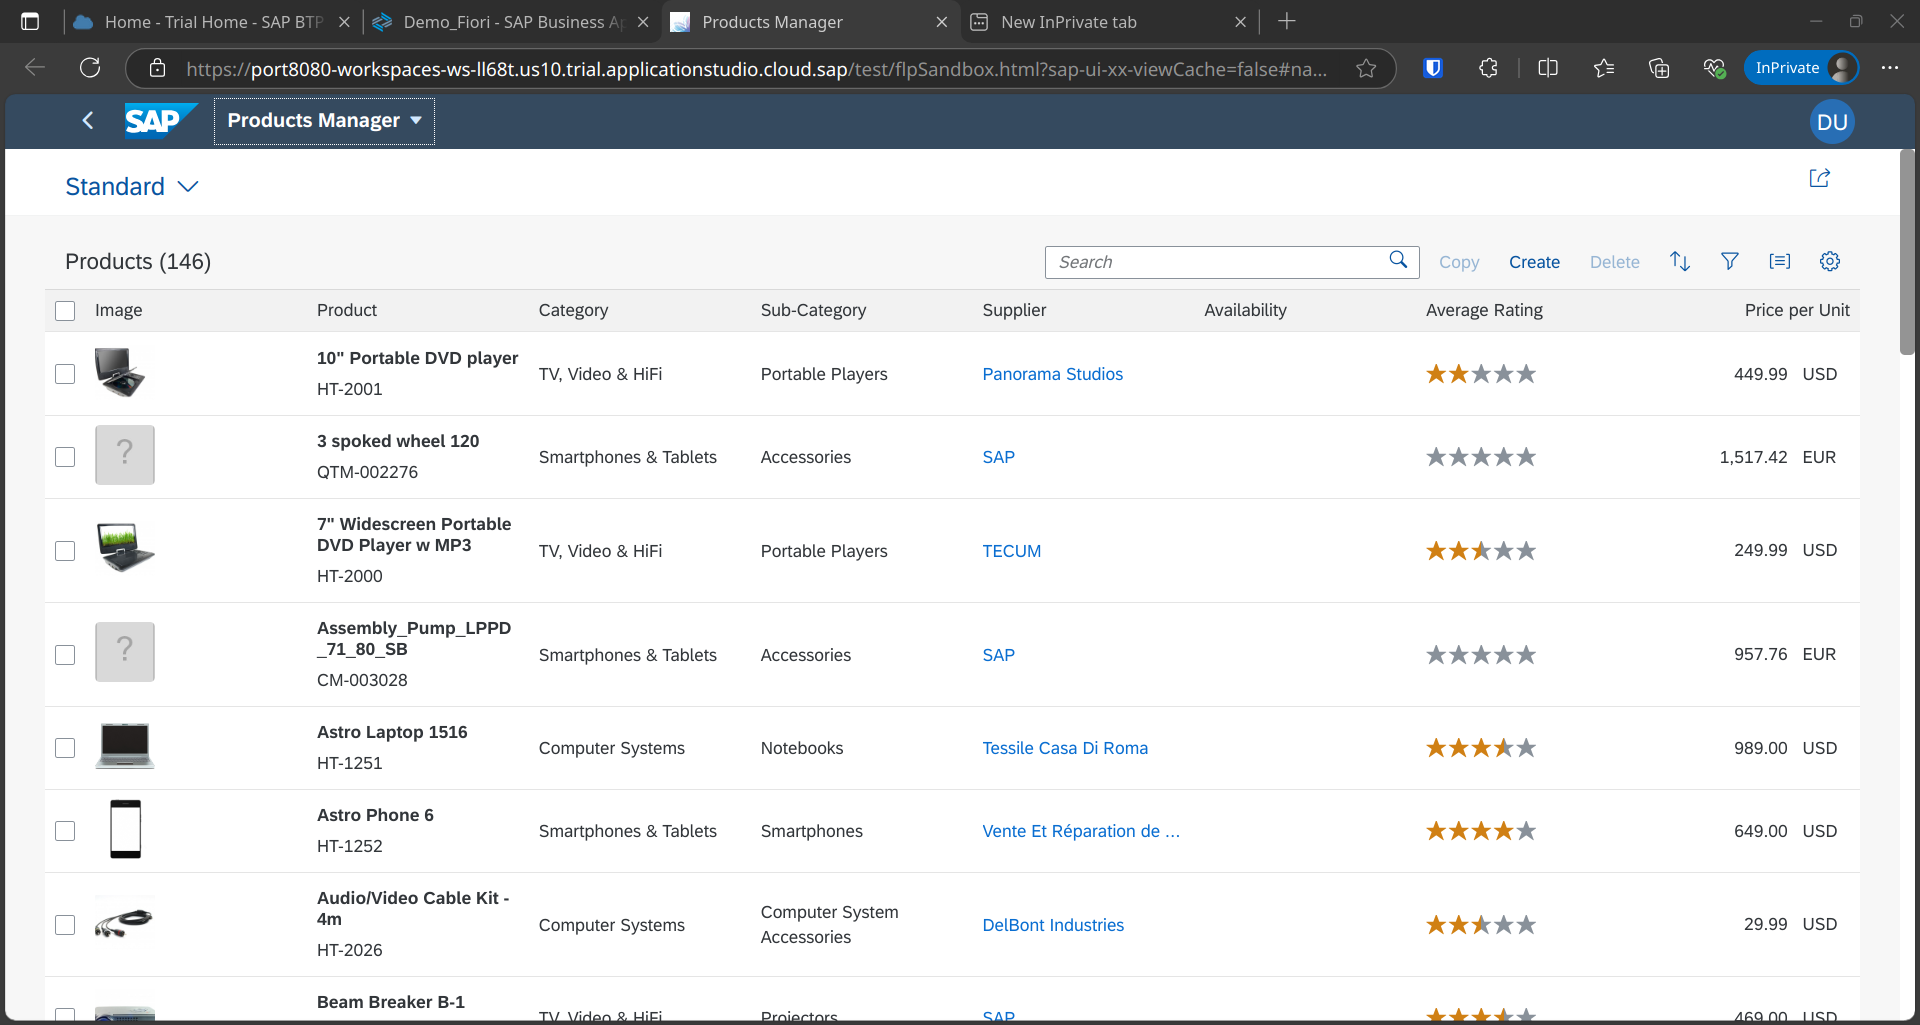 Home - Trial Home - SAP BTP
Demo_Fiori - SAP Business Ap
Products Manager
New InPrivate tab
https://port8080-workspaces-ws-ll68t.us10.trial.applicationstudio.cloud.sap/test/flpSandbox.html?sap-ui-xx-viewCache=false#na...
InPrivate
SAP
Products Manager
DU
Standard
Products (146)
Search
Copy
Create
Delete
Image Product Category Sub-Category Supplier Availability Average Rating Price per Unit
10" Portable DVD player
HT-2001
TV, Video & HiFi
Portable Players
Panorama Studios
449.99 USD
?
3 spoked wheel 120
QTM-002276
Smartphones & Tablets
Accessories
SAP
1,517.42 EUR
7" Widescreen Portable
DVD Player w MP3
HT-2000
TV, Video & HiFi
Portable Players
TECUM
249.99 USD
?
Assembly_Pump_LPPD
_71_80_SB
CM-003028
Smartphones & Tablets
Accessories
SAP
957.76 EUR
Astro Laptop 1516
HT-1251
Computer Systems
Notebooks
Tessile Casa Di Roma
989.00 USD
Astro Phone 6
HT-1252
Smartphones & Tablets
Smartphones
Vente Et Réparation de ...
649.00 USD
Audio/Video Cable Kit -
4m
HT-2026
Computer Systems
Computer System
Accessories
DelBont Industries
29.99 USD
Beam Breaker B-1
TV, Video & HiFi
Projectors
SAP
469.00 USD